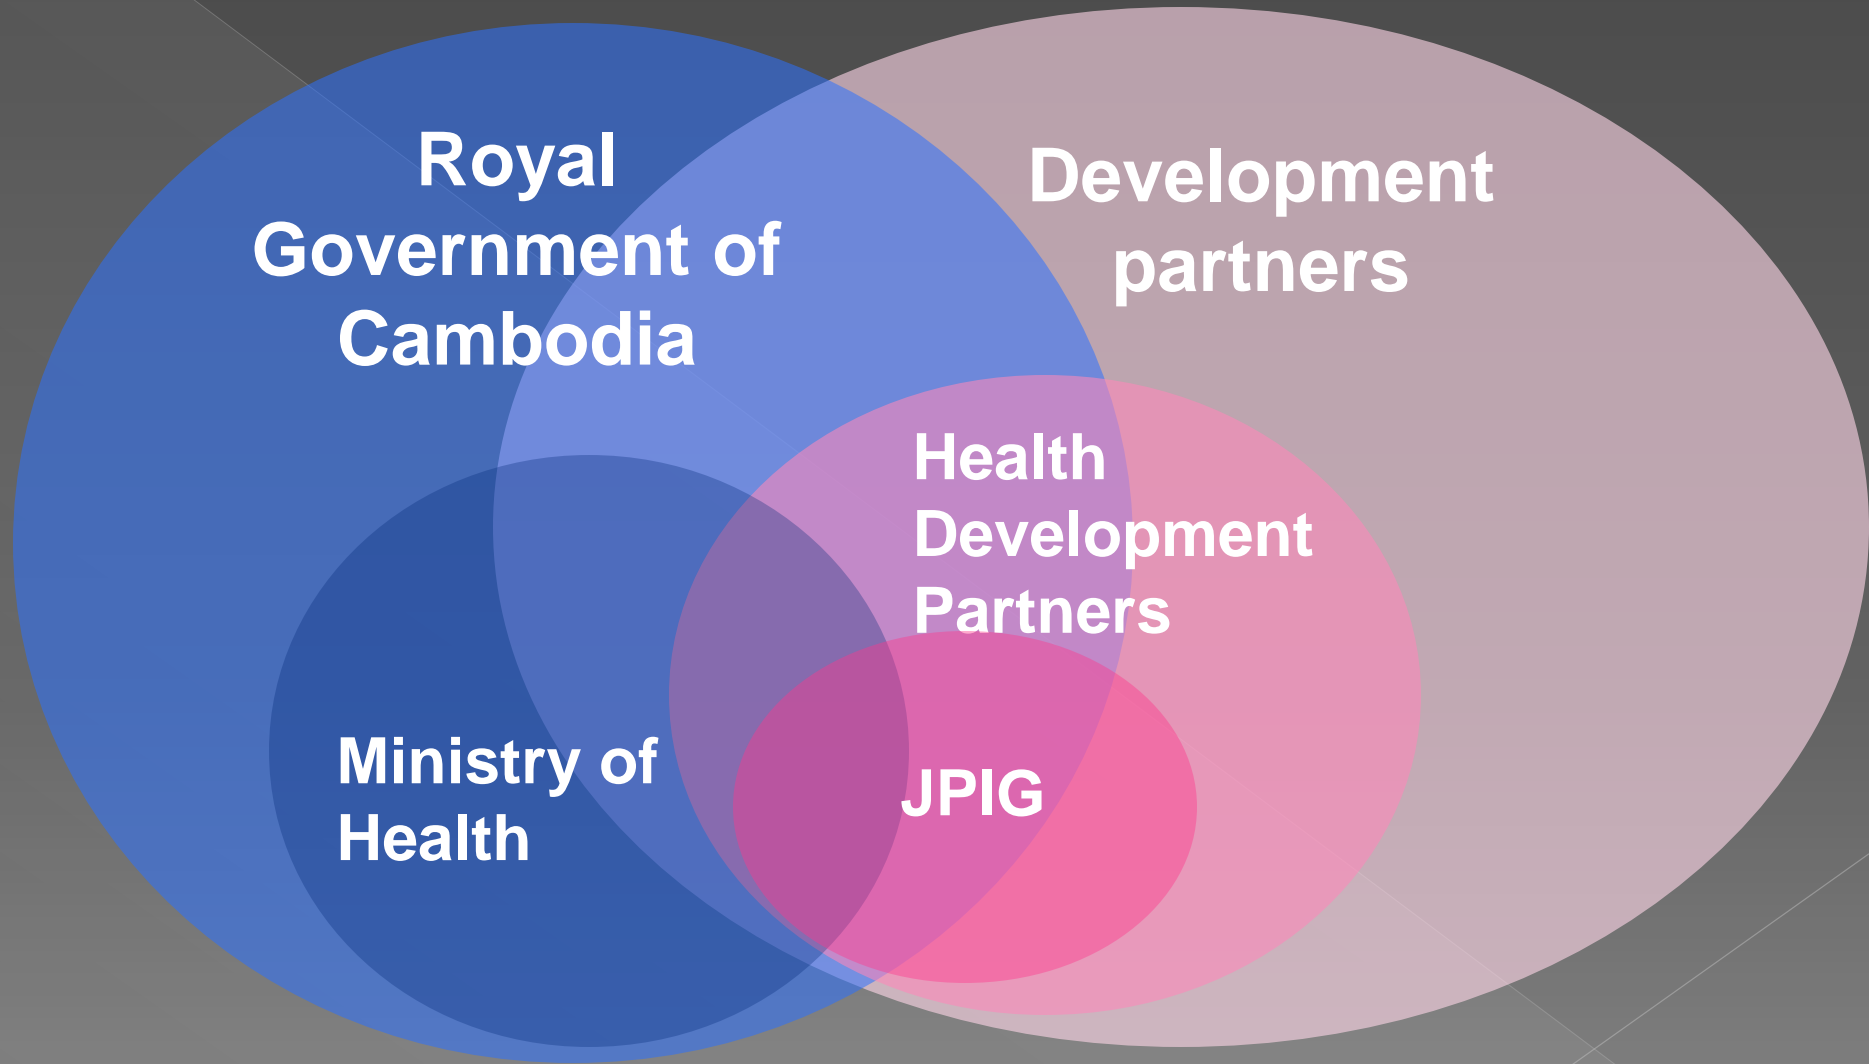 Royal
Government of
Cambodia
Development
partners
Health
Development
Partners
Ministry of
Health
JPIG